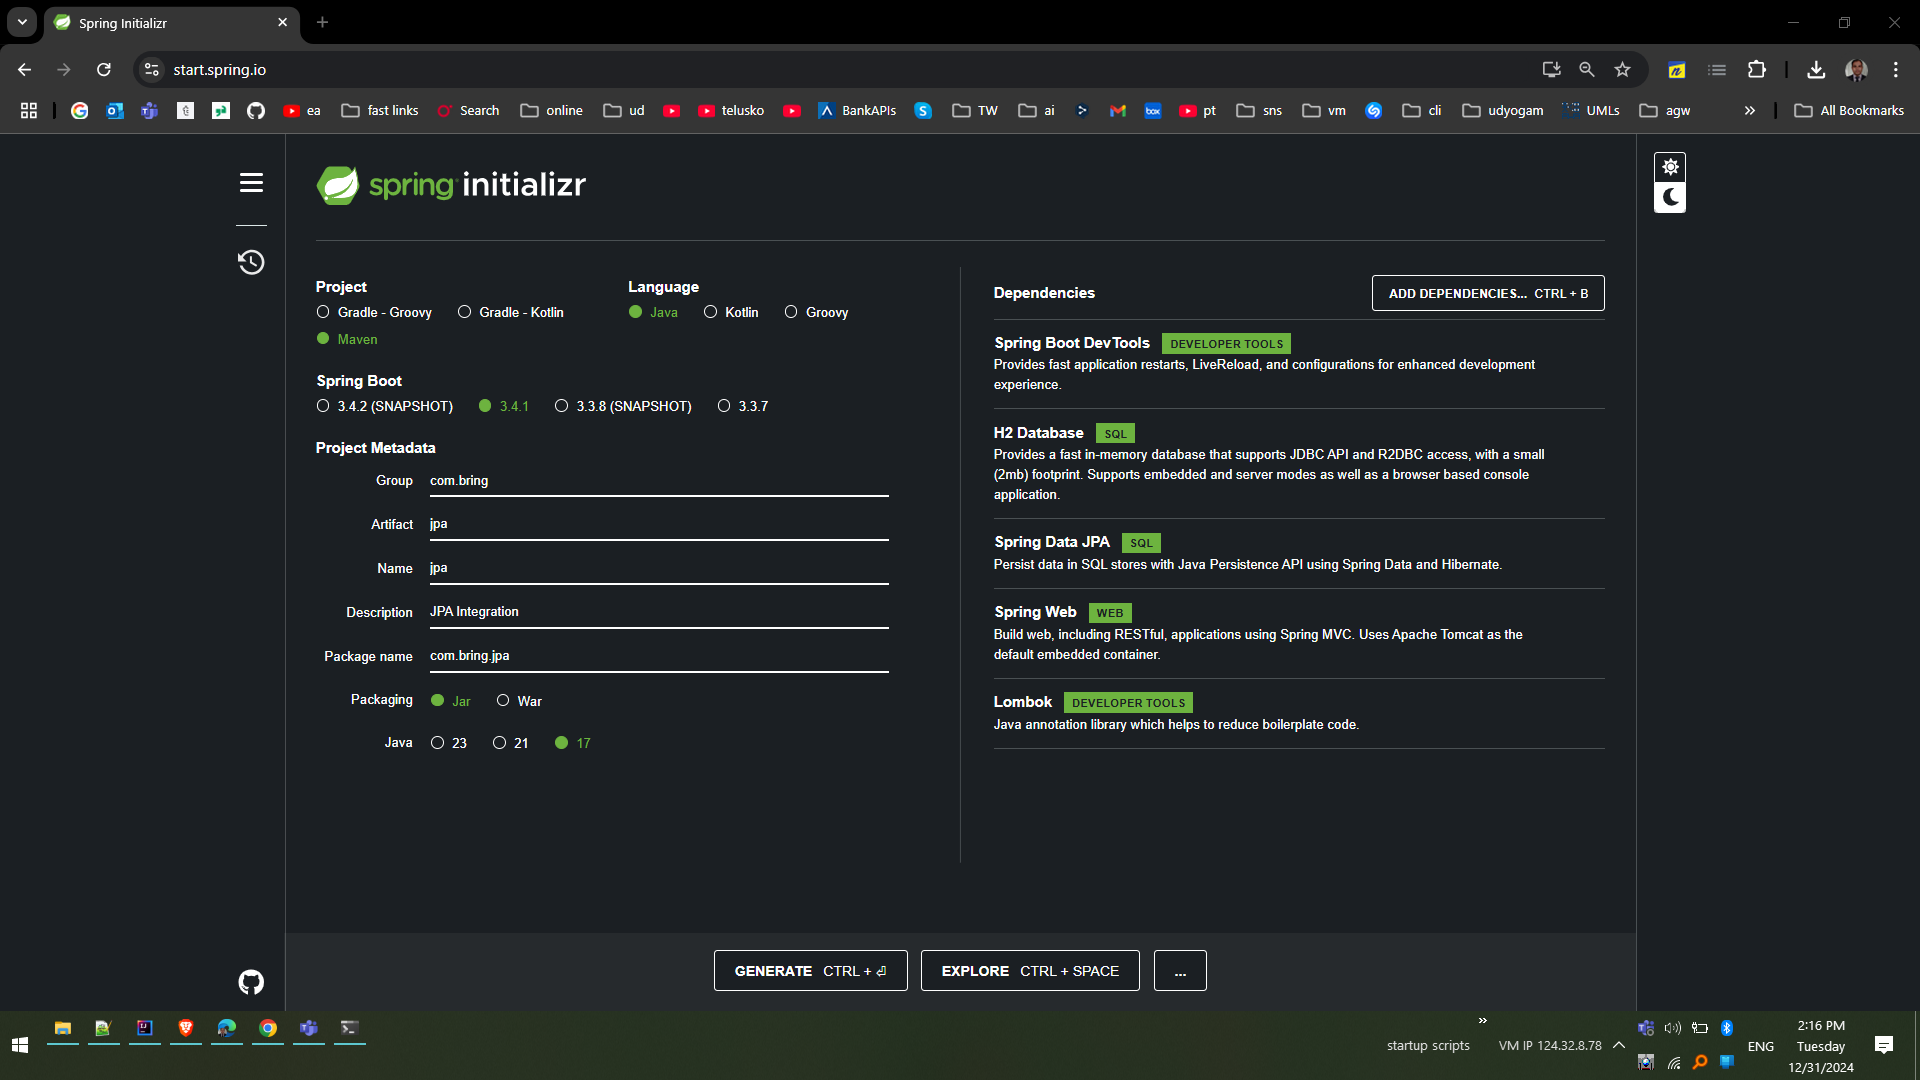 Spring Initializr
start.spring.io
ea
fast links
Search
online
ud
telusko
BankAPIs
TW
ai
box
pt
sns
vm
cli
udyogam
UMLs
agw
All Bookmarks
spring initializr
Project
Gradle - Groovy
Gradle - Kotlin
Maven
Language
Java
Kotlin
Groovy
Spring Boot
3.4.2 (SNAPSHOT)
3.4.1
3.3.8 (SNAPSHOT)
3.3.7
Project Metadata
Group
com.bring
Artifact
jpa
Name
jpa
Description
JPA Integration
Package name
com.bring.jpa
Packaging
Jar
War
Java
23
21
17
Dependencies
ADD DEPENDENCIES... CTRL + B
Spring Boot DevTools DEVELOPER TOOLS
Provides fast application restarts, LiveReload, and configurations for enhanced development
experience.
H2 Database SQL
Provides a fast in-memory database that supports JDBC API and R2DBC access, with a small
(2mb) footprint. Supports embedded and server modes as well as a browser based console
application.
Spring Data JPA SQL
Persist data in SQL stores with Java Persistence API using Spring Data and Hibernate.
Spring Web WEB
Build web, including RESTful, applications using Spring MVC. Uses Apache Tomcat as the
default embedded container.
Lombok DEVELOPER TOOLS
Java annotation library which helps to reduce boilerplate code.
GENERATE CTRL + ⏎
EXPLORE CTRL + SPACE
...
startup scripts
VM IP 124.32.8.78
ENG
2:16 PM
Tuesday
12/31/2024